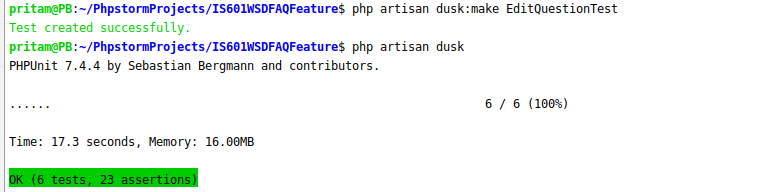 pritam@PB:~/PhpstormProjects/IS601WSDFAQFeature$ php artisan dusk:make EditQuestionTest
Test created successfully.
pritam@PB:~/PhpstormProjects/IS601WSDFAQFeature$ php artisan dusk
PHPUnit 7.4.4 by Sebastian Bergmann and contributors.
...... 6 / 6 (100%)
Time: 17.3 seconds, Memory: 16.00MB
OK (6 tests, 23 assertions)